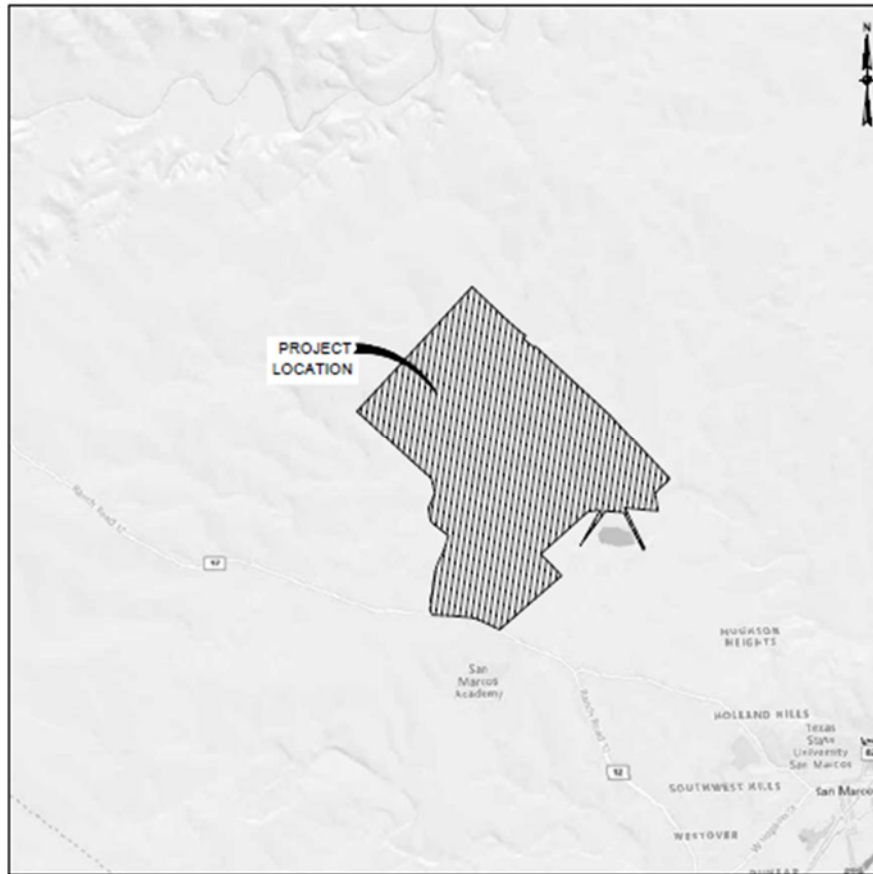 N
PROJECT
LOCATION
Ranch Road 12
12
San
Marcos
Academy
HEIGHTS
HOLLAND HILLS
Texas
State
University
San Marcos
Ranch Road 12
12
SOUTHWEST HILLS
San Marco
WESTOVER
DUNBAR